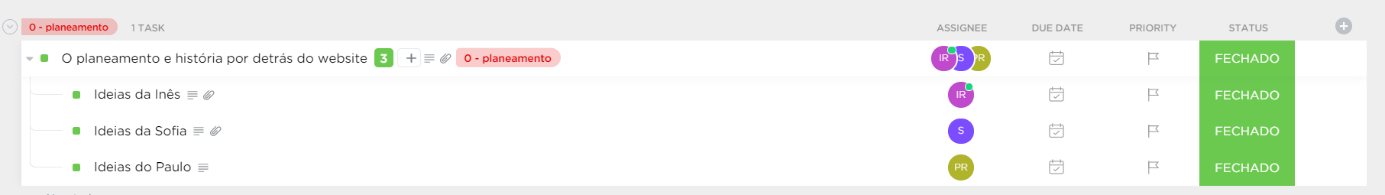 0 - planeamento 1 TASK ASSIGNEE DUE DATE PRIORITY STATUS
O planeamento e história por detrás do website 3 0 - planeamento IR S PR FECHADO
Ideias da Inês IR FECHADO
Ideias da Sofia S FECHADO
Ideias do Paulo PR FECHADO